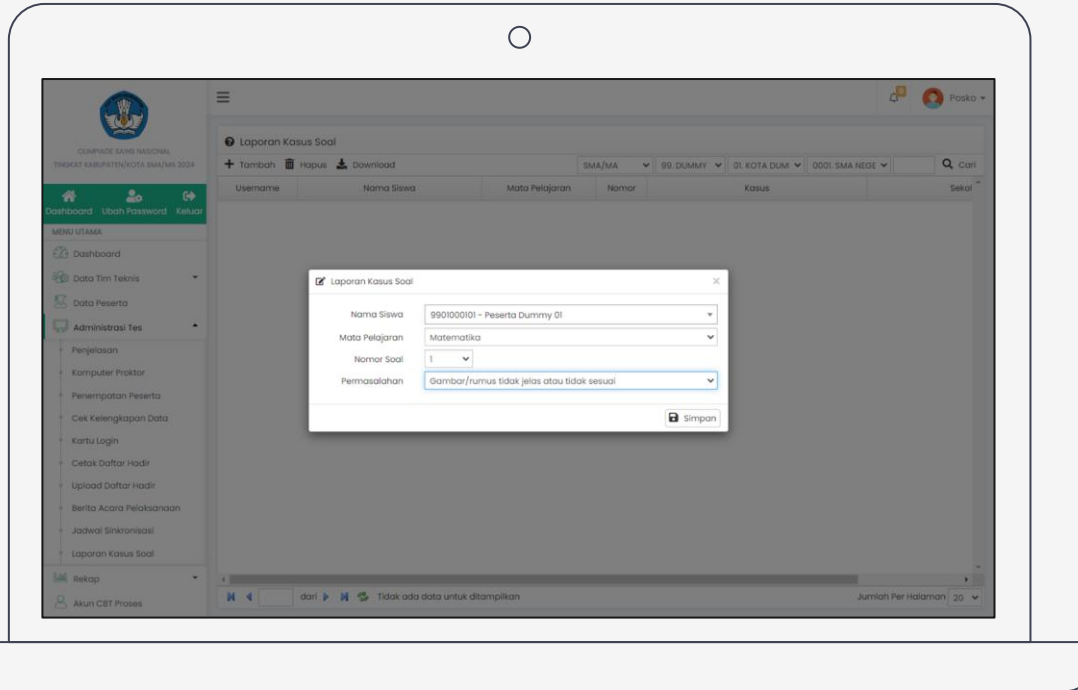 Posko
OLIMPIADE SAINS NASIONAL
TINGKAT KABUPATEN/KOTA SMA/MA 2024
Dashboard Ubah Password Keluar
MENU UTAMA
Dashboard
Data Tim Teknis
Data Peserta
Administrasi Tes
Penjelasan
Komputer Proktor
Penempatan Peserta
Cek Kelengkapan Data
Kartu Login
Cetak Daftar Hadir
Upload Daftar Hadir
Berita Acara Pelaksanaan
Jadwal Sinkronisasi
Laporan Kasus Soal
Rekap
Akun CBT Proses
Laporan Kasus Soal
Tambah Hapus Download SMA/MA 99. DUMMY 01. KOTA DUM 0001. SMA NEGE Cari
Username Nama Siswa Mata Pelajaran Nomor Kasus Sekol
Laporan Kasus Soal ×
Nama Siswa 9901000101 - Peserta Dummy 01
Mata Pelajaran Matematika
Nomor Soal 1
Permasalahan Gambar/rumus tidak jelas atau tidak sesuai
Simpan
dari Tidak ada data untuk ditampilkan Jumlah Per Halaman 20